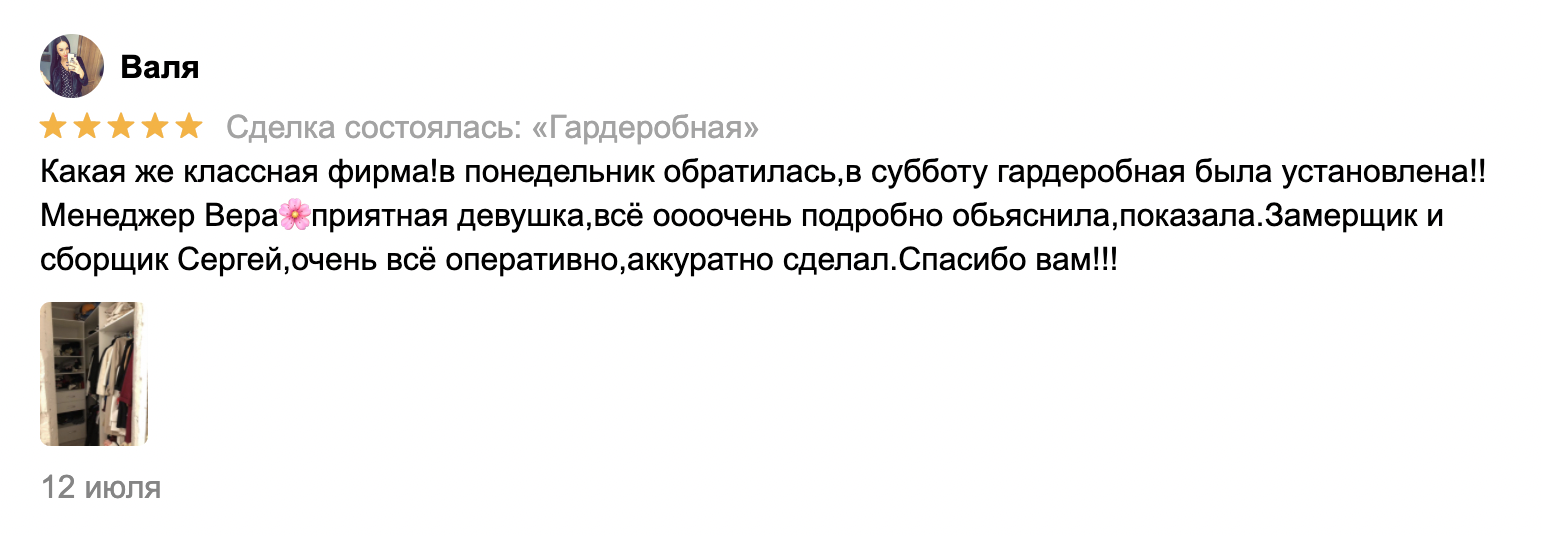 Валя
Сделка состоялась: «Гардеробная»
Какая же классная фирма!в понедельник обратилась,в субботу гардеробная была установлена!!
Менеджер Вера🌸приятная девушка,всё оооочень подробно обьяснила,показала.Замерщик и
сборщик Сергей,очень всё оперативно,аккуратно сделал.Спасибо вам!!!
12 июля